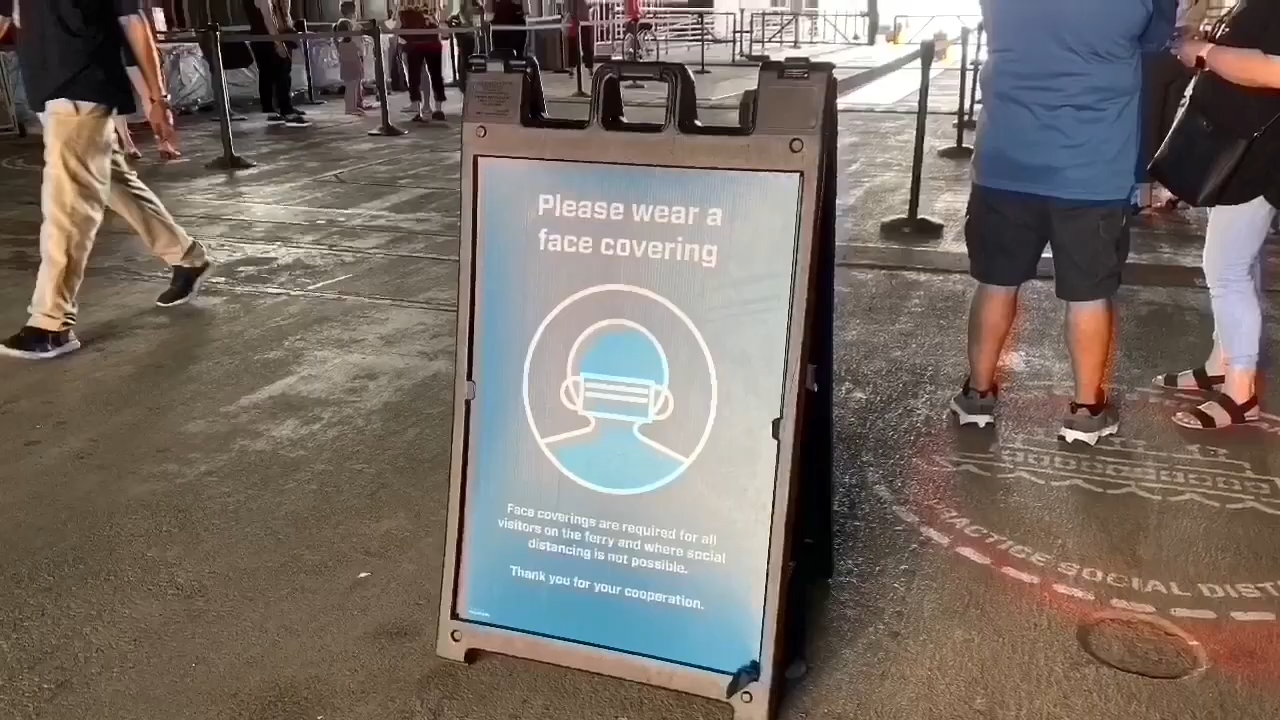 Please wear a
face covering
Face coverings are required for all
visitors on the ferry and where social
distancing is not possible.
Thank you for your cooperation.
PRACTICE SOCIAL DIST